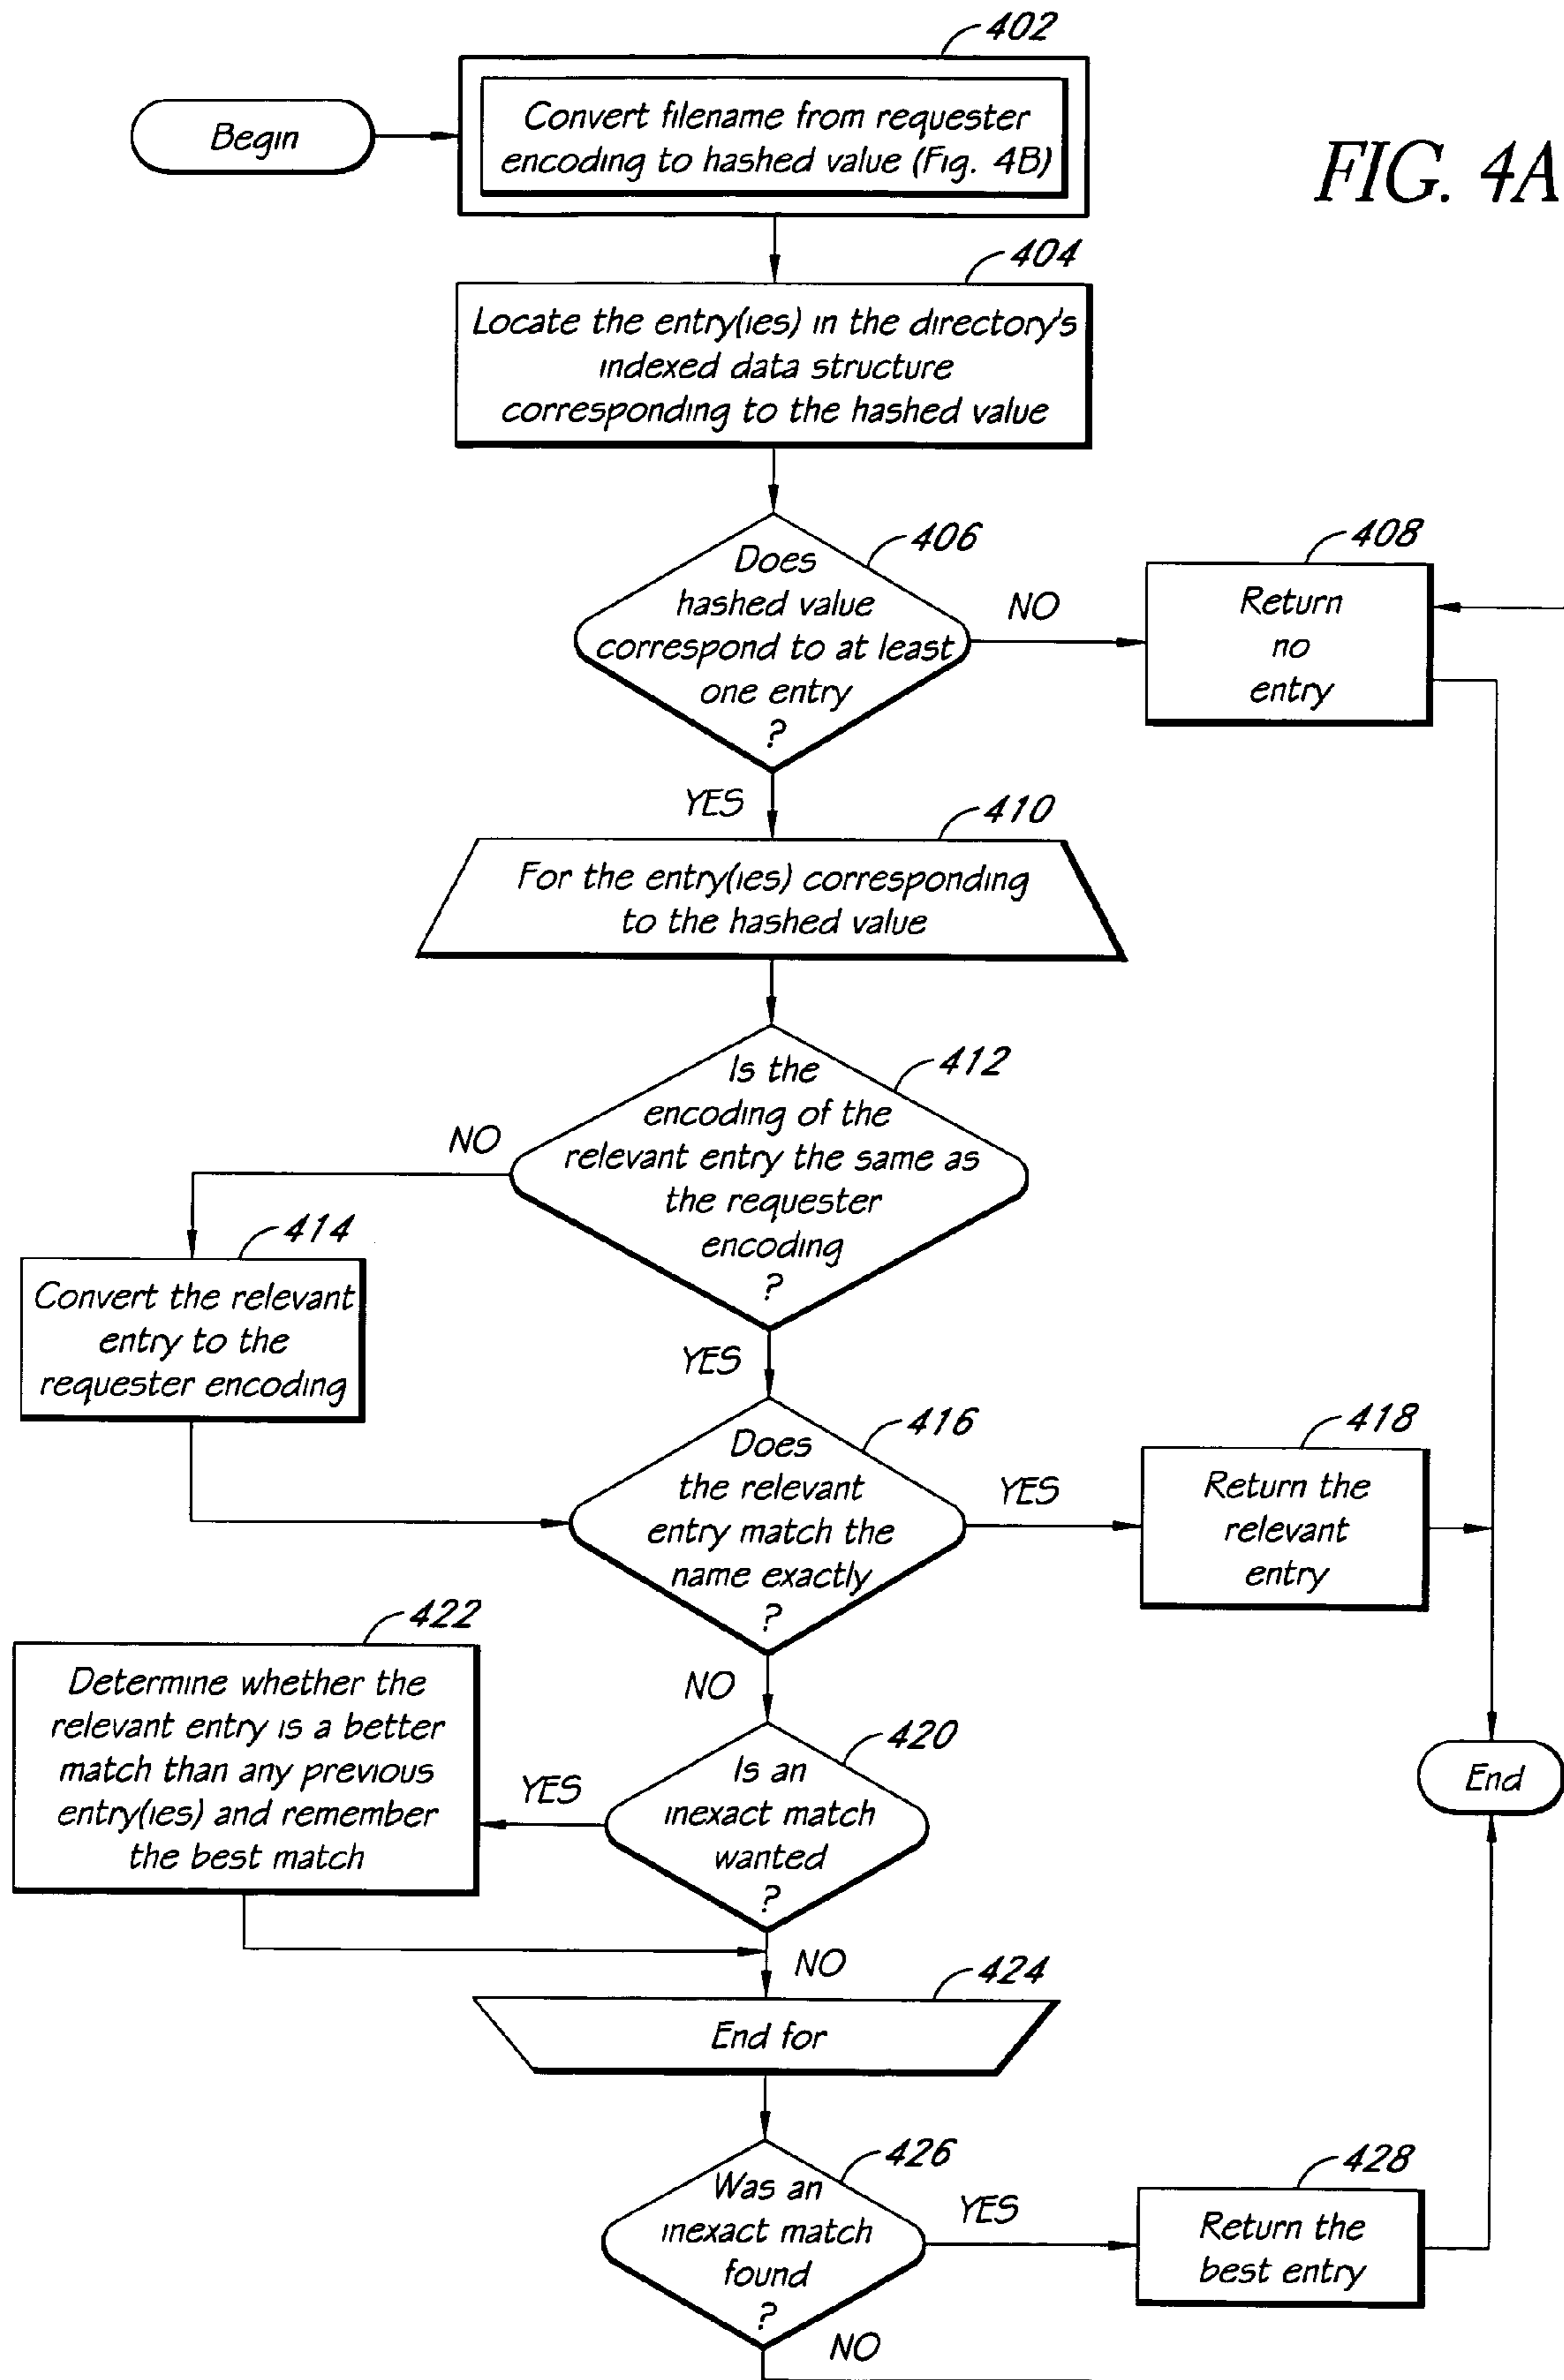 402
Begin
Convert filename from requester
encoding to hashed value (Fig. 4B)
FIG. 4A
404
Locate the entry(ies) in the directory's
indexed data structure
corresponding to the hashed value
406
Does
hashed value
correspond to at least
one entry
?
NO
408
Return
no
entry
YES
410
For the entry(ies) corresponding
to the hashed value
412
Is the
encoding of the
relevant entry the same as
the requester
encoding
?
NO
414
Convert the relevant
entry to the
requester encoding
YES
416
Does
the relevant
entry match the
name exactly
?
YES
418
Return the
relevant
entry
NO
420
Is an
inexact match
wanted
?
YES
422
Determine whether the
relevant entry is a better
match than any previous
entry(ies) and remember
the best match
End
NO
424
End for
426
Was an
inexact match
found
?
YES
428
Return the
best entry
NO